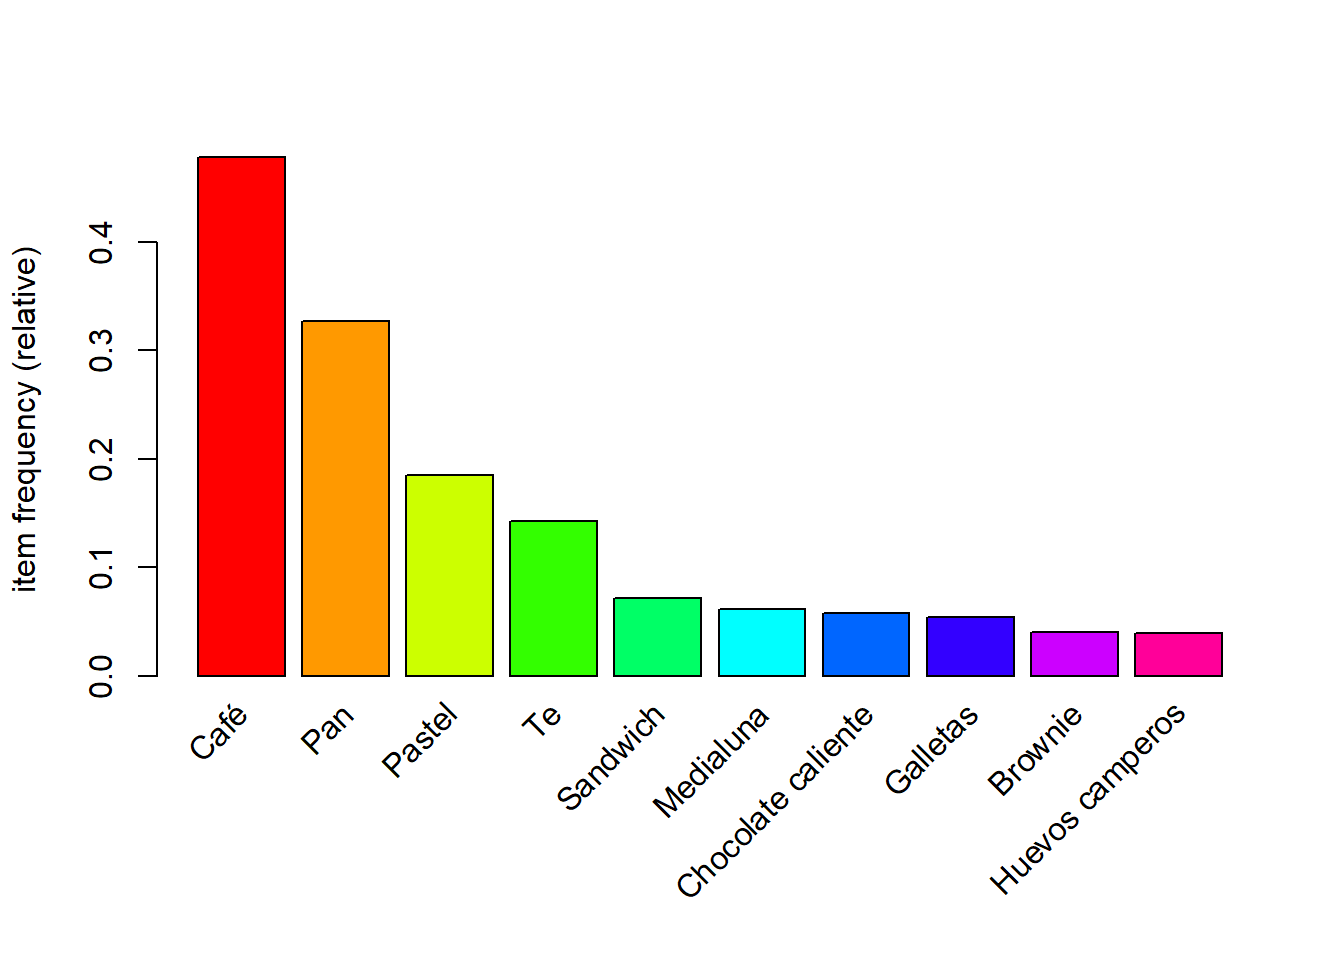 item frequency (relative)
0.4
0.3
0.2
0.1
0.0
Café
Pan
Pastel
Te
Sandwich
Medialuna
Chocolate caliente
Galletas
Brownie
Huevos camperos